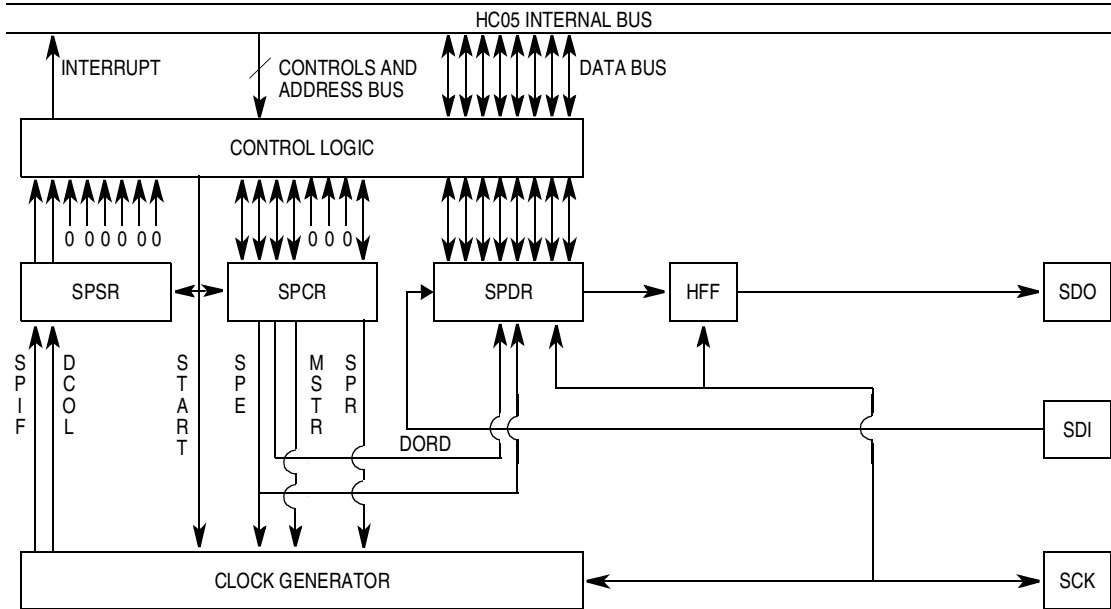 HC05 INTERNAL BUS
INTERRUPT
CONTROLS AND
ADDRESS BUS
DATA BUS
CONTROL LOGIC
0 0 0 0 0 0
0 0 0
SPSR
SPCR
SPDR
HFF
SDO
SPIF
DCOL
START
SPE
MSTR
SPR
DORD
SDI
CLOCK GENERATOR
SCK